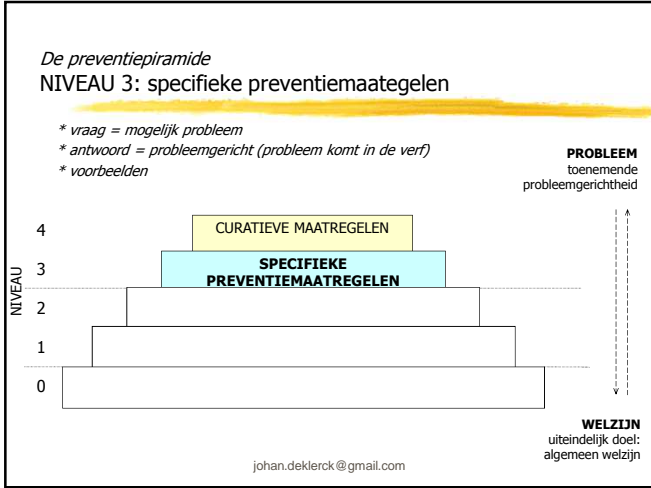 De preventiepiramide
NIVEAU 3: specifieke preventiemaategelen
* vraag = mogelijk probleem
* antwoord = probleemgericht (probleem komt in de verf)
* voorbeelden
PROBLEEM
toenemende
probleemgerichtheid
4
CURATIEVE MAATREGELEN
3
SPECIFIEKE
PREVENTIEMAATREGELEN
NIVEAU
2
1
0
WELZIJN
uiteindelijk doel:
algemeen welzijn
johan.deklerck@gmail.com